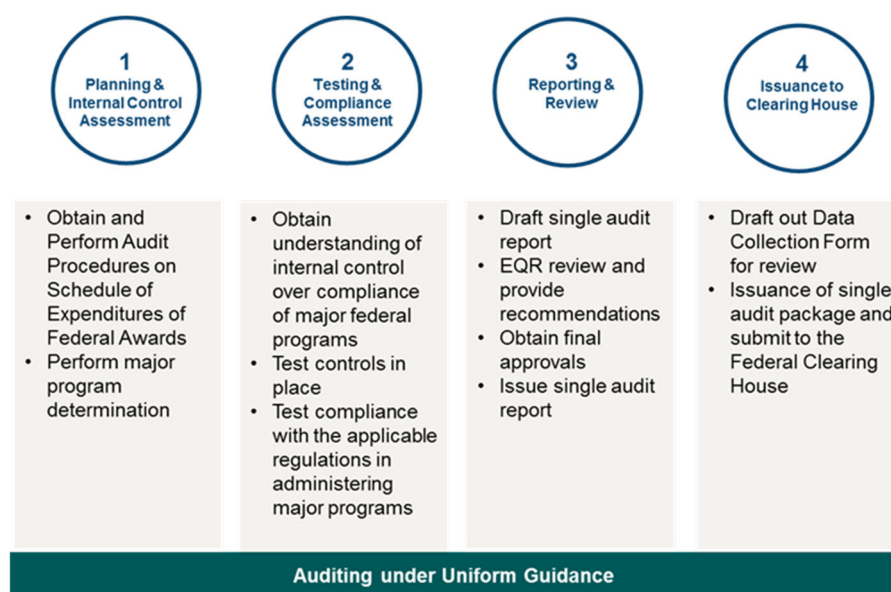 1
Planning &
Internal Control
Assessment
2
Testing &
Compliance
Assessment
3
Reporting &
Review
4
Issuance to
Clearing House
• Obtain and
Perform Audit
Procedures on
Schedule of
Expenditures of
Federal Awards
• Perform major
program
determination
• Obtain
understanding of
internal control
over compliance
of major federal
programs
• Test controls in
place
• Test compliance
with the applicable
regulations in
administering
major programs
• Draft single audit
report
• EQR review and
provide
recommendations
• Obtain final
approvals
• Issue single audit
report
• Draft out Data
Collection Form
for review
• Issuance of single
audit package and
submit to the
Federal Clearing
House
Auditing under Uniform Guidance